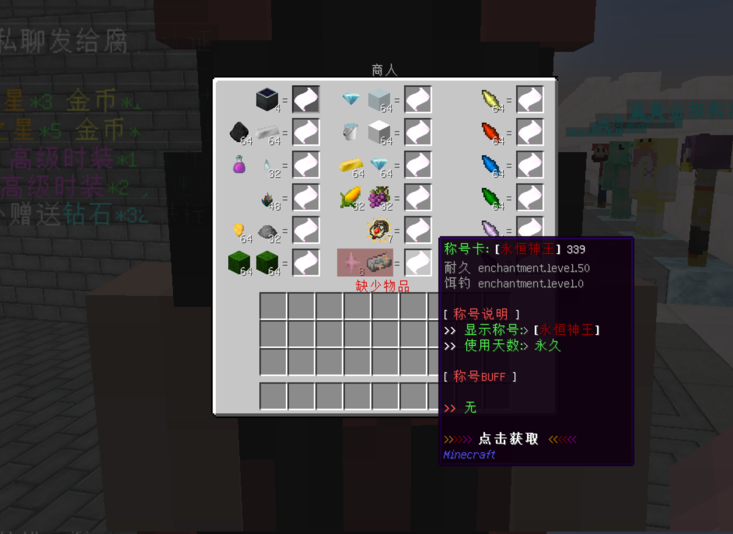 私聊发给腐
商人
星*3 金币*
星*5 金币*
高级时装*1
高级时装*2
赠送钻石*32
4
64
64 64
64
64 64
64
64
32
64 64
64
48
32 32
64
64 32
7
64 64
8
缺少物品
称号卡: [永恒神王] 339
耐久 enchantment.level.50
饵钓 enchantment.level.0
[ 称号说明 ]
>> 显示称号:> [永恒神王]
>> 使用天数:> 永久
[ 称号BUFF ]
>> 无
>>>>> 点击获取 <<<<<
Minecraft